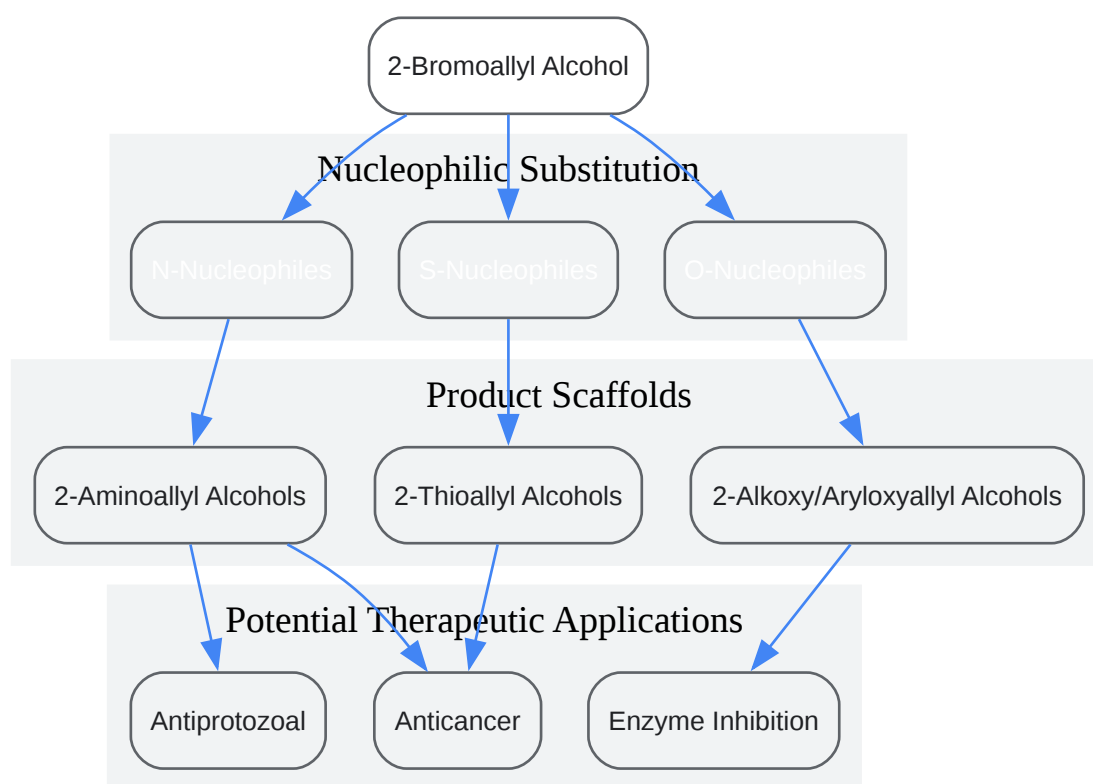 2-Bromoallyl Alcohol
Nucleophilic Substitution
N-Nucleophiles
S-Nucleophiles
O-Nucleophiles
Product Scaffolds
2-Aminoallyl Alcohols
2-Thioallyl Alcohols
2-Alkoxy/Aryloxyallyl Alcohols
Potential Therapeutic Applications
Antiprotozoal
Anticancer
Enzyme Inhibition